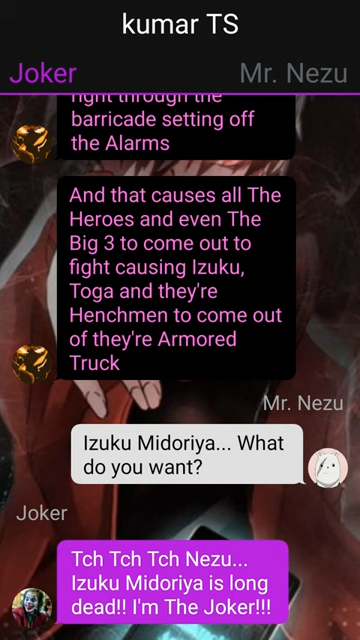 kumar TS
Joker
Mr. Nezu
right through the
barricade setting off
the Alarms
And that causes all The
Heroes and even The
Big 3 to come out to
fight causing Izuku,
Toga and they're
Henchmen to come out
of they're Armored
Truck
Mr. Nezu
Izuku Midoriya... What
do you want?
Joker
Tch Tch Tch Nezu...
Izuku Midoriya is long
dead!! I'm The Joker!!!